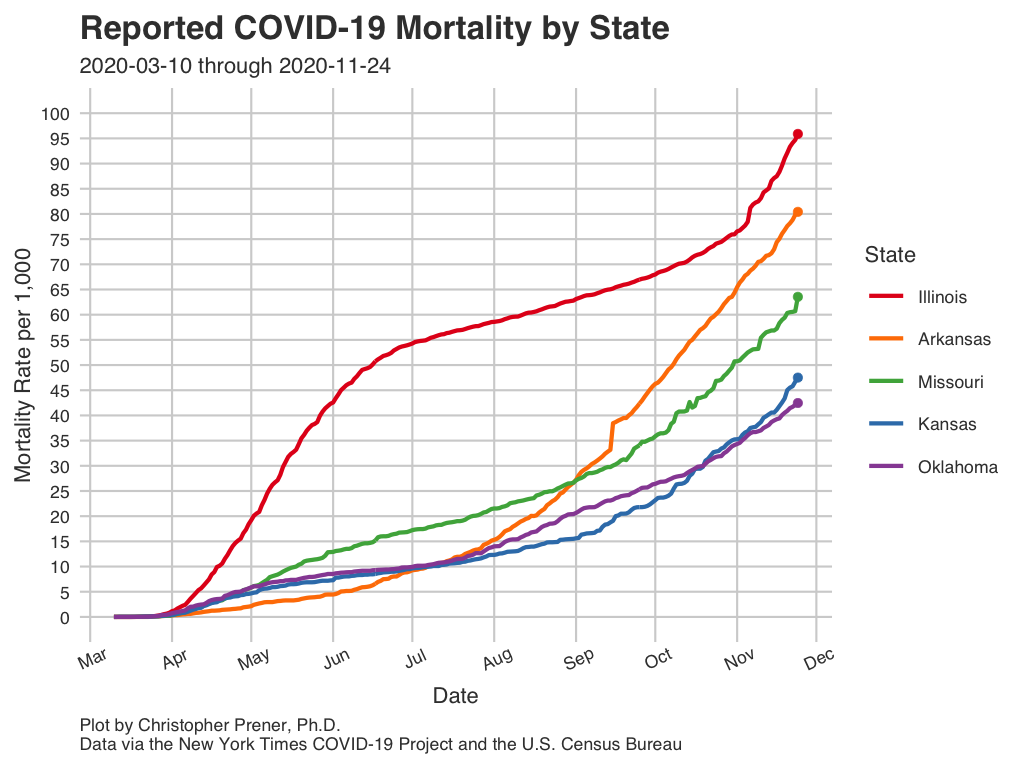 Reported COVID-19 Mortality by State
2020-03-10 through 2020-11-24
Mortality Rate per 1,000
100
95
90
85
80
75
70
65
60
55
50
45
40
35
30
25
20
15
10
5
0
Mar Apr May Jun Jul Aug Sep Oct Nov Dec
Date
State
Illinois
Arkansas
Missouri
Kansas
Oklahoma
Plot by Christopher Prener, Ph.D.
Data via the New York Times COVID-19 Project and the U.S. Census Bureau